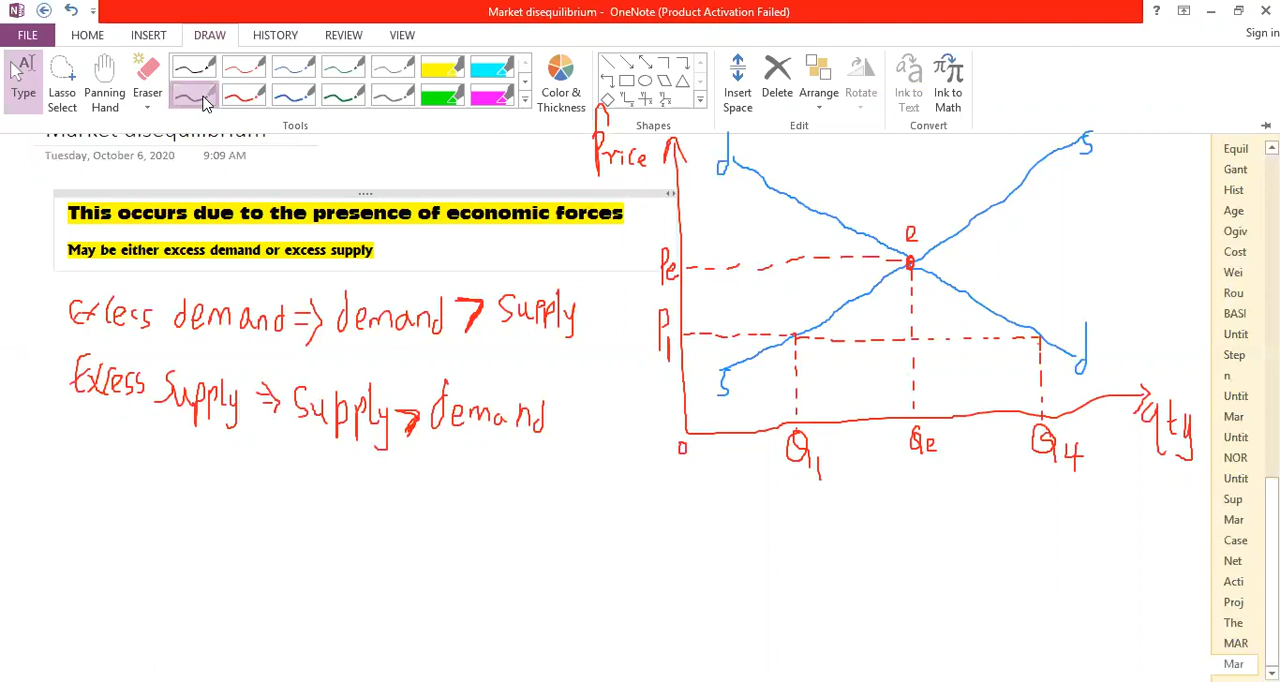 Market disequilibrium - OneNote (Product Activation Failed)
?
Sign in
FILE HOME INSERT DRAW HISTORY REVIEW VIEW
Type
Lasso Select
Panning Hand
Eraser
Color & Thickness
Insert Space
Delete
Arrange
Rotate
Ink to Text
Ink to Math
Tools
Shapes
Edit
Convert
Market disequilibrium
Tuesday, October 6, 2020 9:09 AM
This occurs due to the presence of economic forces
May be either excess demand or excess supply
Excess demand => demand > supply
Excess supply => supply > demand
Price
d
s
e
Pe
P1
s
d
0
Q1
Qe
Q4
qty
Equil
Gant
Hist
Age
Ogiv
Cost
Wei
Rou
BASI
Untit
Step
n
Untit
Mar
Untit
NOR
Untit
Sup
Mar
Case
Net
Acti
Proj
The
MAR
Mar